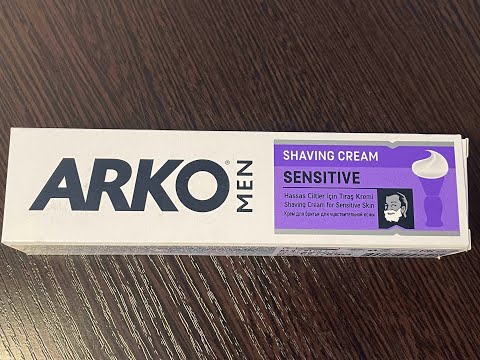 ARKO®
MEN
SHAVING CREAM
SENSITIVE
Hassas Ciltler için Tıraş Kremi
Shaving Cream for Sensitive Skin
Крем для бритья для чувствительной кожи